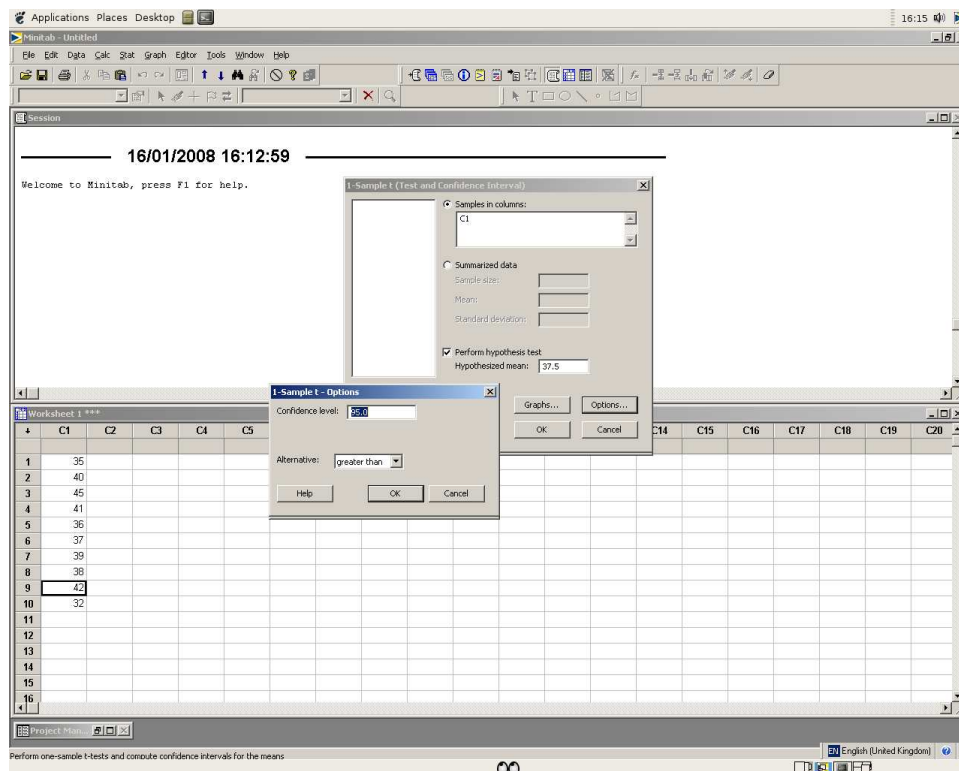 Applications Places Desktop 16:15
Minitab - Untitled
File Edit Data Calc Stat Graph Editor Tools Window Help
Session
16/01/2008 16:12:59
Welcome to Minitab, press F1 for help.
1-Sample t (Test and Confidence Interval)
Samples in columns:
C1
Summarized data
Sample size:
Mean:
Standard deviation:
Perform hypothesis test
Hypothesized mean: 37.5
Graphs... Options...
OK Cancel
1-Sample t - Options
Confidence level: 95.0
Alternative: greater than
Help OK Cancel
Worksheet 1 ***
C1 C2 C3 C4 C5 C14 C15 C16 C17 C18 C19 C20
1 35
2 40
3 45
4 41
5 36
6 37
7 39
8 38
9 42
10 32
11
12
13
14
15
16
Project Man...
Perform one-sample t-tests and compute confidence intervals for the means
EN English (United Kingdom)